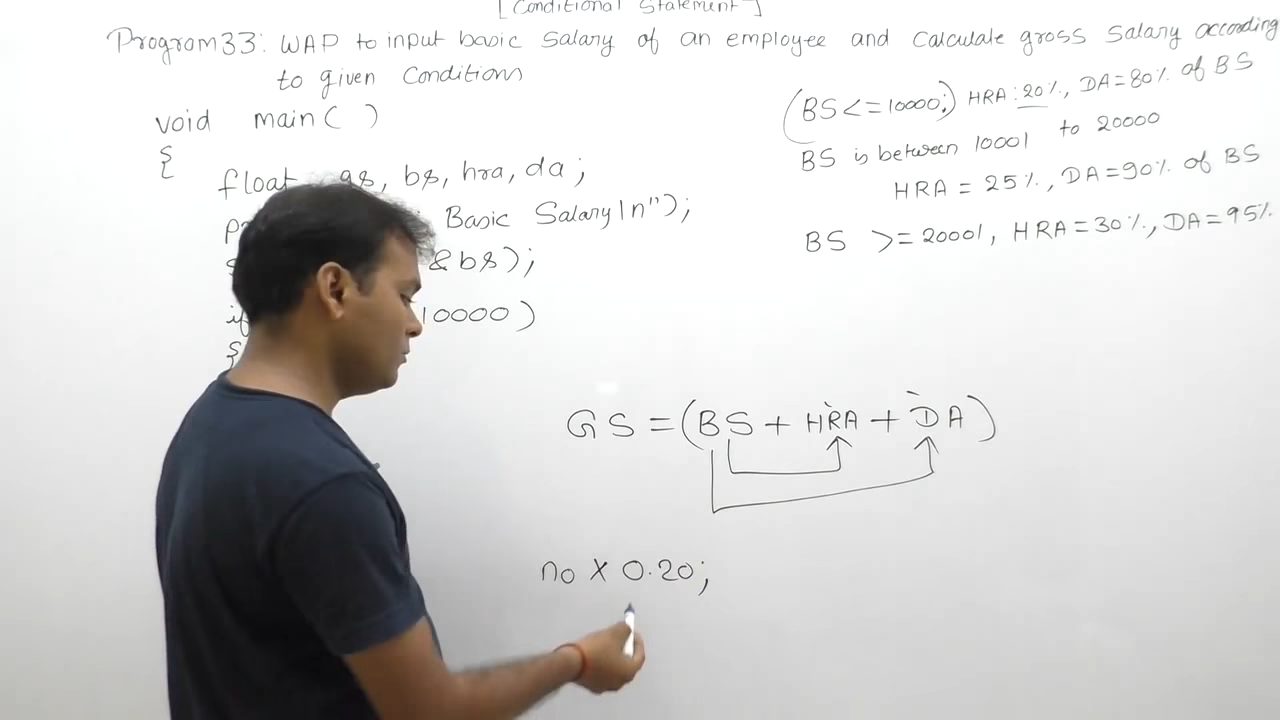 [Conditional Statement]
Program 33: WAP to input basic salary of an employee and calculate gross salary according
to given conditions
void main( )
{
float gs, bs, hra, da;
Basic Salary\n");
&bs);
if 10000)
{
(BS<=10000;) HRA:20%, DA=80% of BS
BS is between 10001 to 20000
HRA = 25%, DA=90% of BS
BS >= 20001, HRA=30%, DA=95%
GS =(BS + HRA + DA)
no X 0.20;